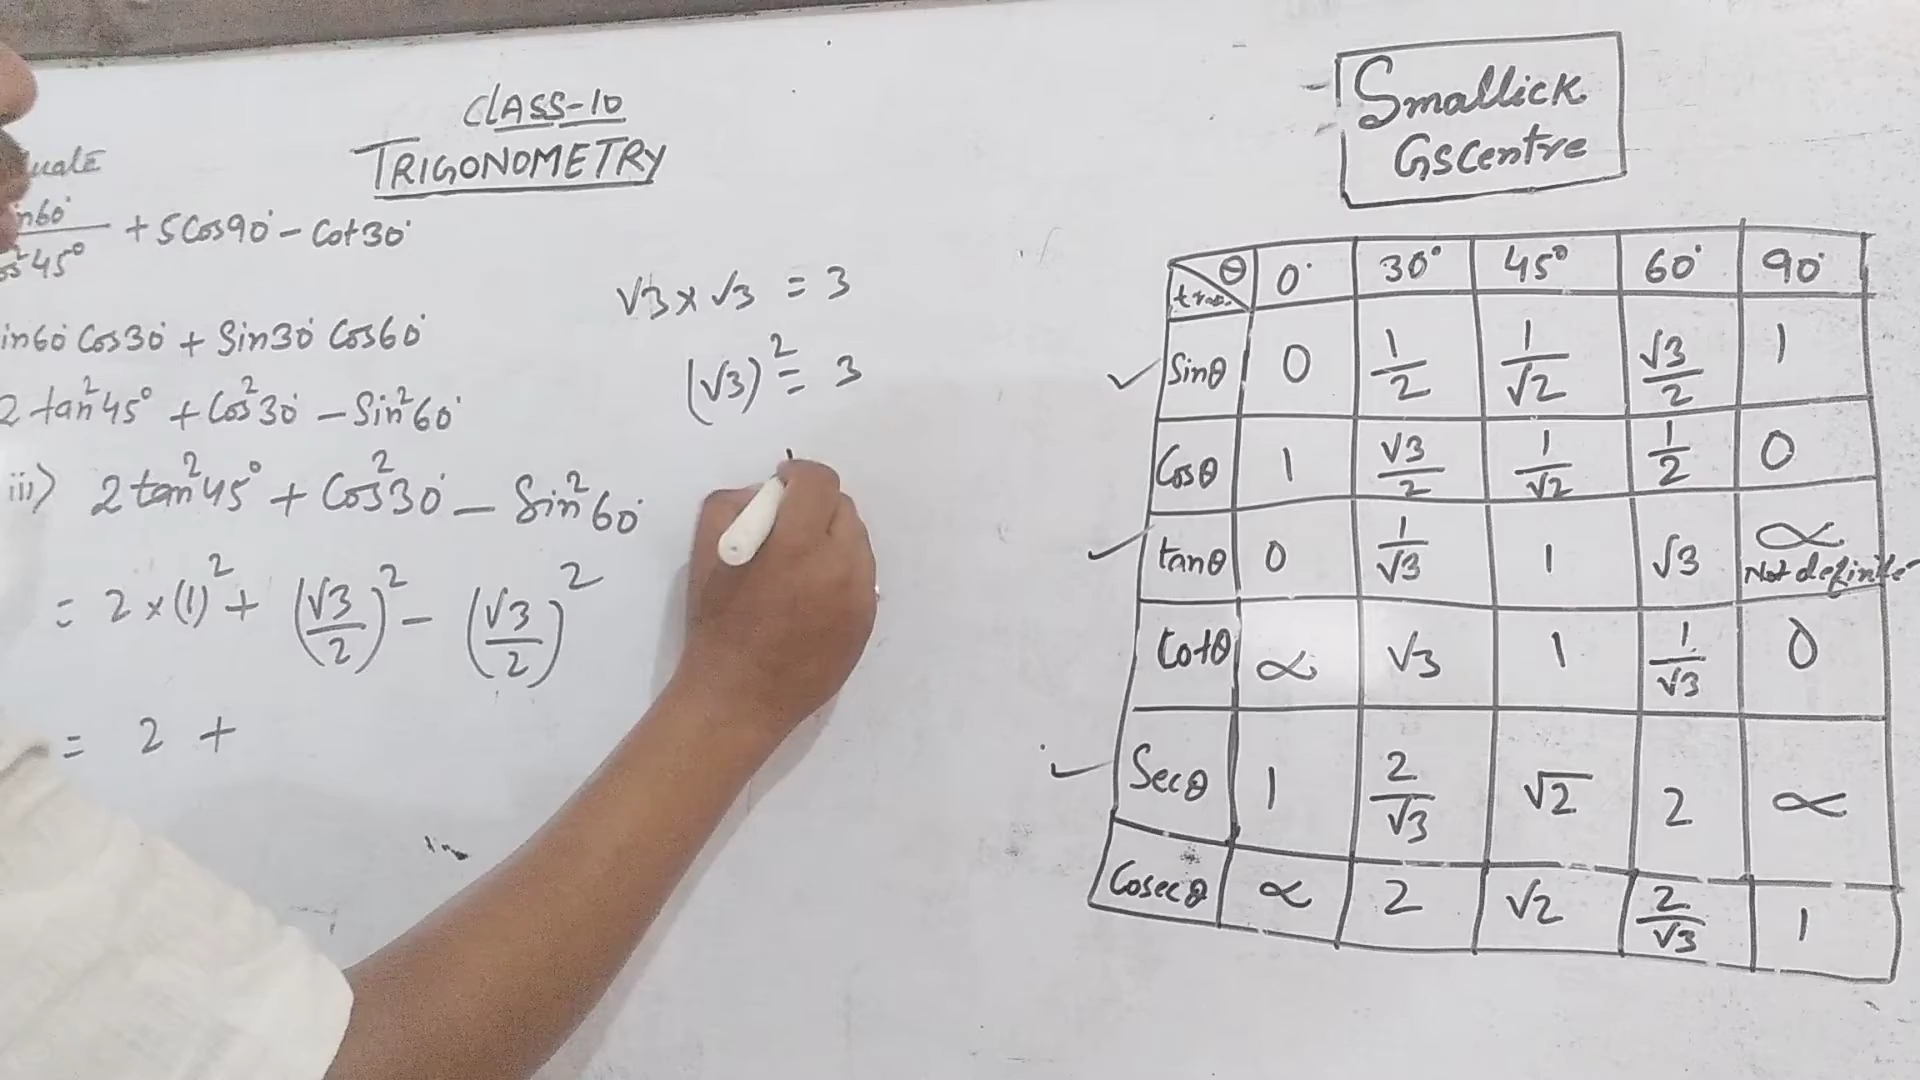 CLASS-10
TRIGONOMETRY
Smallick
Gscentre
+ 5Cos90° - Cot30°
45°
Cos30° + Sin30° Cos60°
2 tan²45° + Cos²30° - Sin²60°
iii) 2 tan²45° + Cos²30° - Sin²60°
= 2 × (1)² + (√3/2)² - (√3/2)²
= 2 +
√3 × √3 = 3
(√3)² = 3
θ 0° 30° 45° 60° 90°
Sinθ 0 1/2 1/√2 √3/2 1
Cosθ 1 √3/2 1/√2 1/2 0
tanθ 0 1/√3 1 √3 ∝
Not define
Cotθ ∝ √3 1 1/√3 0
Secθ 1 2/√3 √2 2 ∝
Cosecθ ∝ 2 √2 2/√3 1